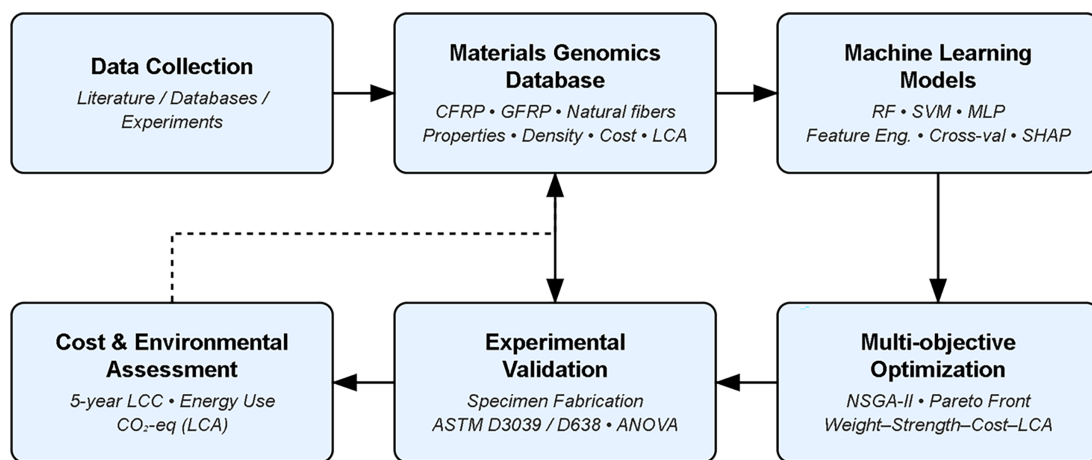 Data Collection
Literature / Databases /
Experiments
Materials Genomics
Database
CFRP • GFRP • Natural fibers
Properties • Density • Cost • LCA
Machine Learning
Models
RF • SVM • MLP
Feature Eng. • Cross-val • SHAP
Cost & Environmental
Assessment
5-year LCC • Energy Use
CO₂-eq (LCA)
Experimental
Validation
Specimen Fabrication
ASTM D3039 / D638 • ANOVA
Multi-objective
Optimization
NSGA-II • Pareto Front
Weight–Strength–Cost–LCA